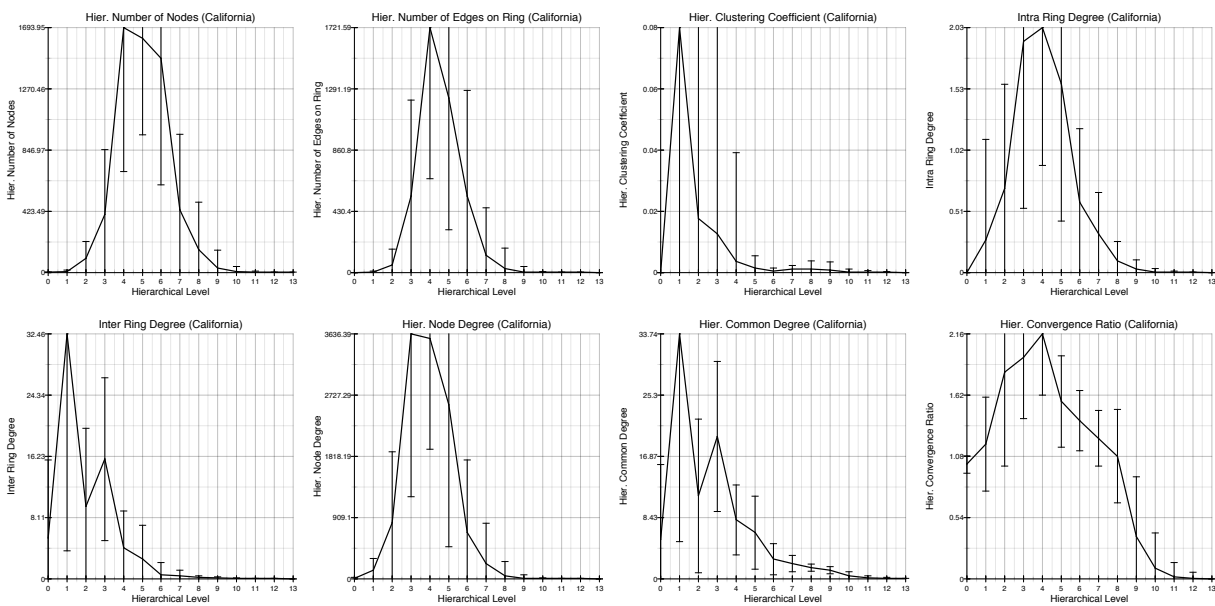 Hier. Number of Nodes (California)
Hier. Number of Nodes
1693.95
1270.46
846.97
423.49
0
0 1 2 3 4 5 6 7 8 9 10 11 12 13
Hierarchical Level
Hier. Number of Edges on Ring (California)
Hier. Number of Edges on Ring
1721.59
1291.19
860.8
430.4
0
0 1 2 3 4 5 6 7 8 9 10 11 12 13
Hierarchical Level
Hier. Clustering Coefficient (California)
Hier. Clustering Coefficient
0.08
0.06
0.04
0.02
0
0 1 2 3 4 5 6 7 8 9 10 11 12 13
Hierarchical Level
Intra Ring Degree (California)
Intra Ring Degree
2.03
1.53
1.02
0.51
0
0 1 2 3 4 5 6 7 8 9 10 11 12 13
Hierarchical Level
Inter Ring Degree (California)
Inter Ring Degree
32.46
24.34
16.23
8.11
0
0 1 2 3 4 5 6 7 8 9 10 11 12 13
Hierarchical Level
Hier. Node Degree (California)
Hier. Node Degree
3636.39
2727.29
1818.19
909.1
0
0 1 2 3 4 5 6 7 8 9 10 11 12 13
Hierarchical Level
Hier. Common Degree (California)
Hier. Common Degree
33.74
25.3
16.87
8.43
0
0 1 2 3 4 5 6 7 8 9 10 11 12 13
Hierarchical Level
Hier. Convergence Ratio (California)
Hier. Convergence Ratio
2.16
1.62
1.08
0.54
0
0 1 2 3 4 5 6 7 8 9 10 11 12 13
Hierarchical Level